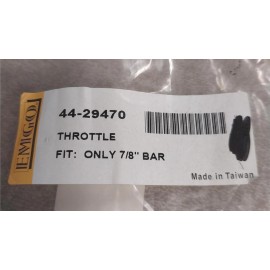 EMGO
44-29470
THROTTLE
FIT: ONLY 7/8" BAR
Made in Taiwan